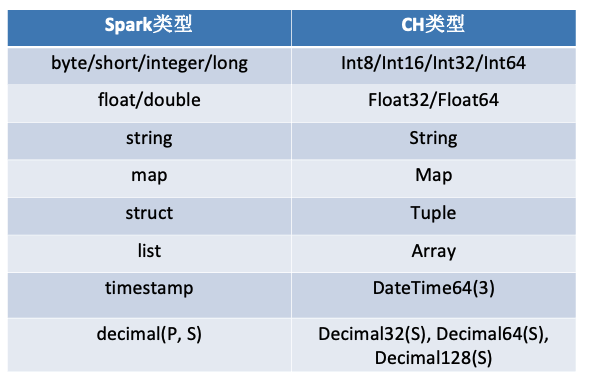 Spark类型 CH类型
byte/short/integer/long Int8/Int16/Int32/Int64
float/double Float32/Float64
string String
map Map
struct Tuple
list Array
timestamp DateTime64(3)
decimal(P, S) Decimal32(S), Decimal64(S),
Decimal128(S)